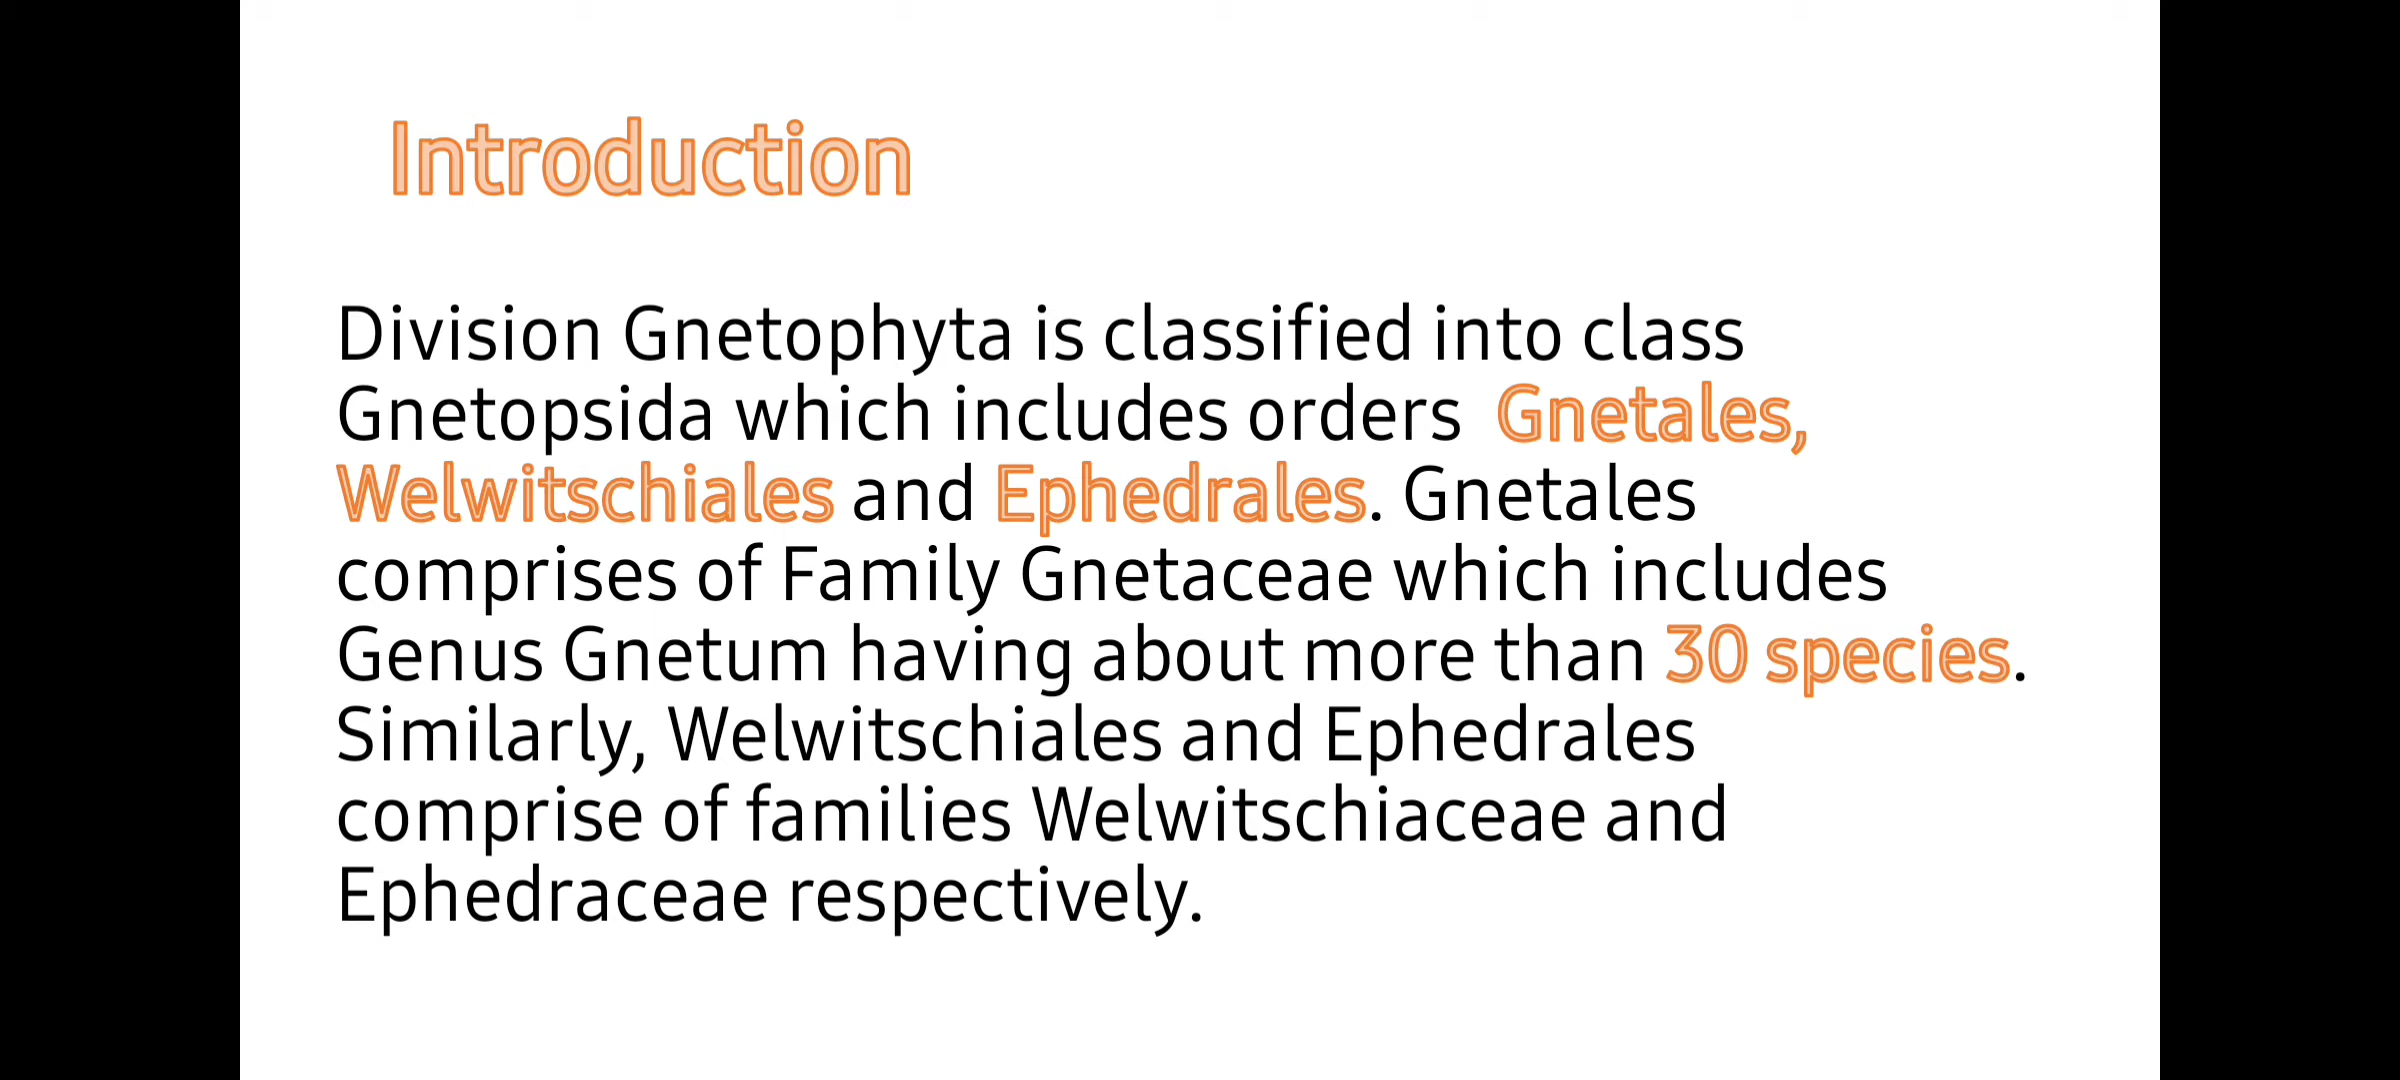 Introduction
Division Gnetophyta is classified into class
Gnetopsida which includes orders  Gnetales,
Welwitschiales and Ephedrales. Gnetales
comprises of Family Gnetaceae which includes
Genus Gnetum having about more than 30 species.
Similarly, Welwitschiales and Ephedrales
comprise of families Welwitschiaceae and
Ephedraceae respectively.